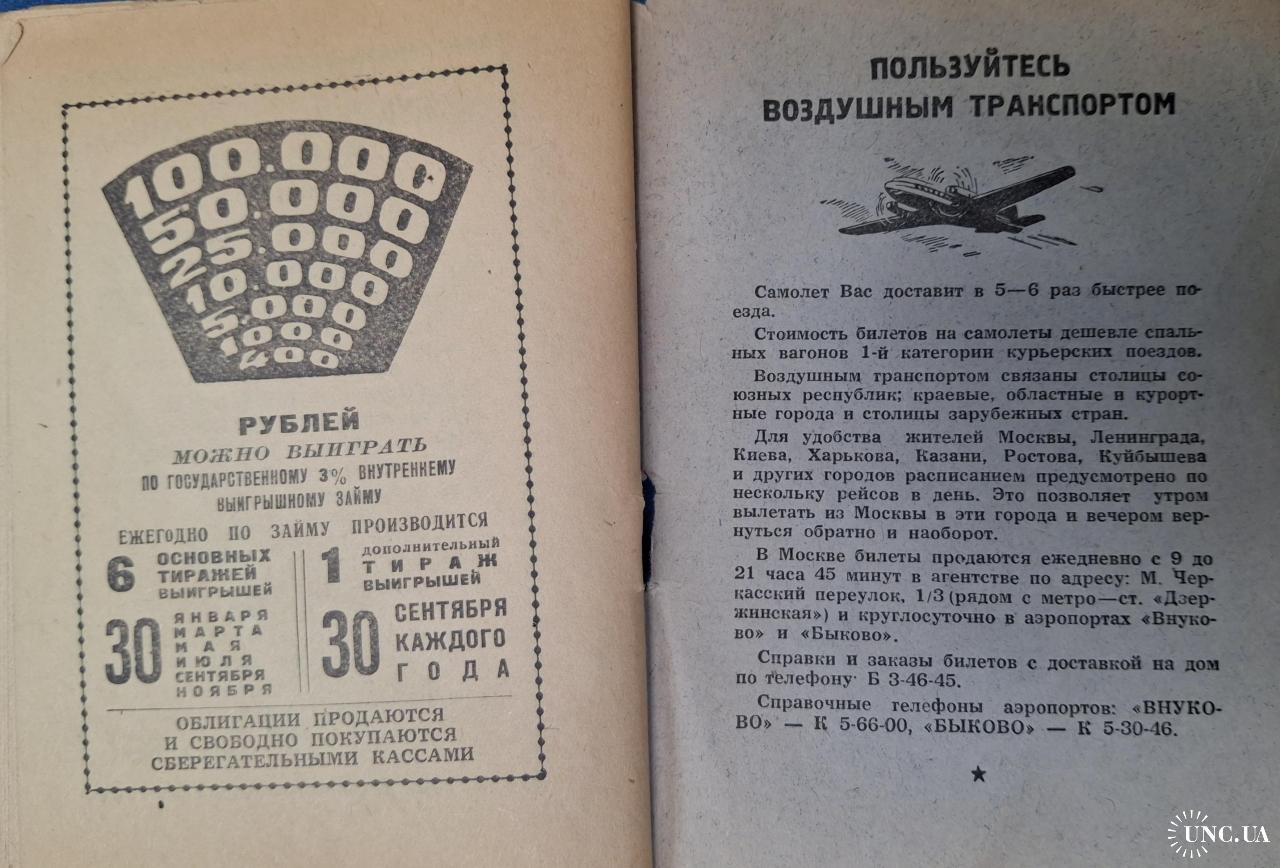 100.000
50.000
25.000
10.000
5.000
1000
400
РУБЛЕЙ
МОЖНО ВЫИГРАТЬ
ПО ГОСУДАРСТВЕННОМУ 3% ВНУТРЕННЕМУ
ВЫИГРЫШНОМУ ЗАЙМУ
ЕЖЕГОДНО ПО ЗАЙМУ ПРОИЗВОДИТСЯ
6 ОСНОВНЫХ
ТИРАЖЕЙ
ВЫИГРЫШЕЙ
30 ЯНВАРЯ
МАРТА
МАЯ
ИЮЛЯ
СЕНТЯБРЯ
НОЯБРЯ
1 ДОПОЛНИТЕЛЬНЫЙ
ТИРАЖ
ВЫИГРЫШЕЙ
30 СЕНТЯБРЯ
КАЖДОГО
ГОДА
ОБЛИГАЦИИ ПРОДАЮТСЯ
И СВОБОДНО ПОКУПАЮТСЯ
СБЕРЕГАТЕЛЬНЫМИ КАССАМИ
ПОЛЬЗУЙТЕСЬ
ВОЗДУШНЫМ ТРАНСПОРТОМ
Самолет Вас доставит в 5—6 раз быстрее по-
езда.
Стоимость билетов на самолеты дешевле спаль-
ных вагонов 1-й категории курьерских поездов.
Воздушным транспортом связаны столицы со-
юзных республик; краевые, областные и курорт-
ные города и столицы зарубежных стран.
Для удобства жителей Москвы, Ленинграда,
Киева, Харькова, Казани, Ростова, Куйбышева
и других городов расписанием предусмотрено по
нескольку рейсов в день. Это позволяет утром
вылетать из Москвы в эти города и вечером вер-
нуться обратно и наоборот.
В Москве билеты продаются ежедневно с 9 до
21 часа 45 минут в агентстве по адресу: М. Чер-
касский переулок, 1/3 (рядом с метро—ст. «Дзер-
жинская») и круглосуточно в аэропортах «Внуко-
во» и «Быково».
Справки и заказы билетов с доставкой на дом
по телефону Б 3-46-45.
Справочные телефоны аэропортов: «ВНУКО-
ВО» — К 5-66-00, «БЫКОВО» — К 5-30-46.
UNC.UA